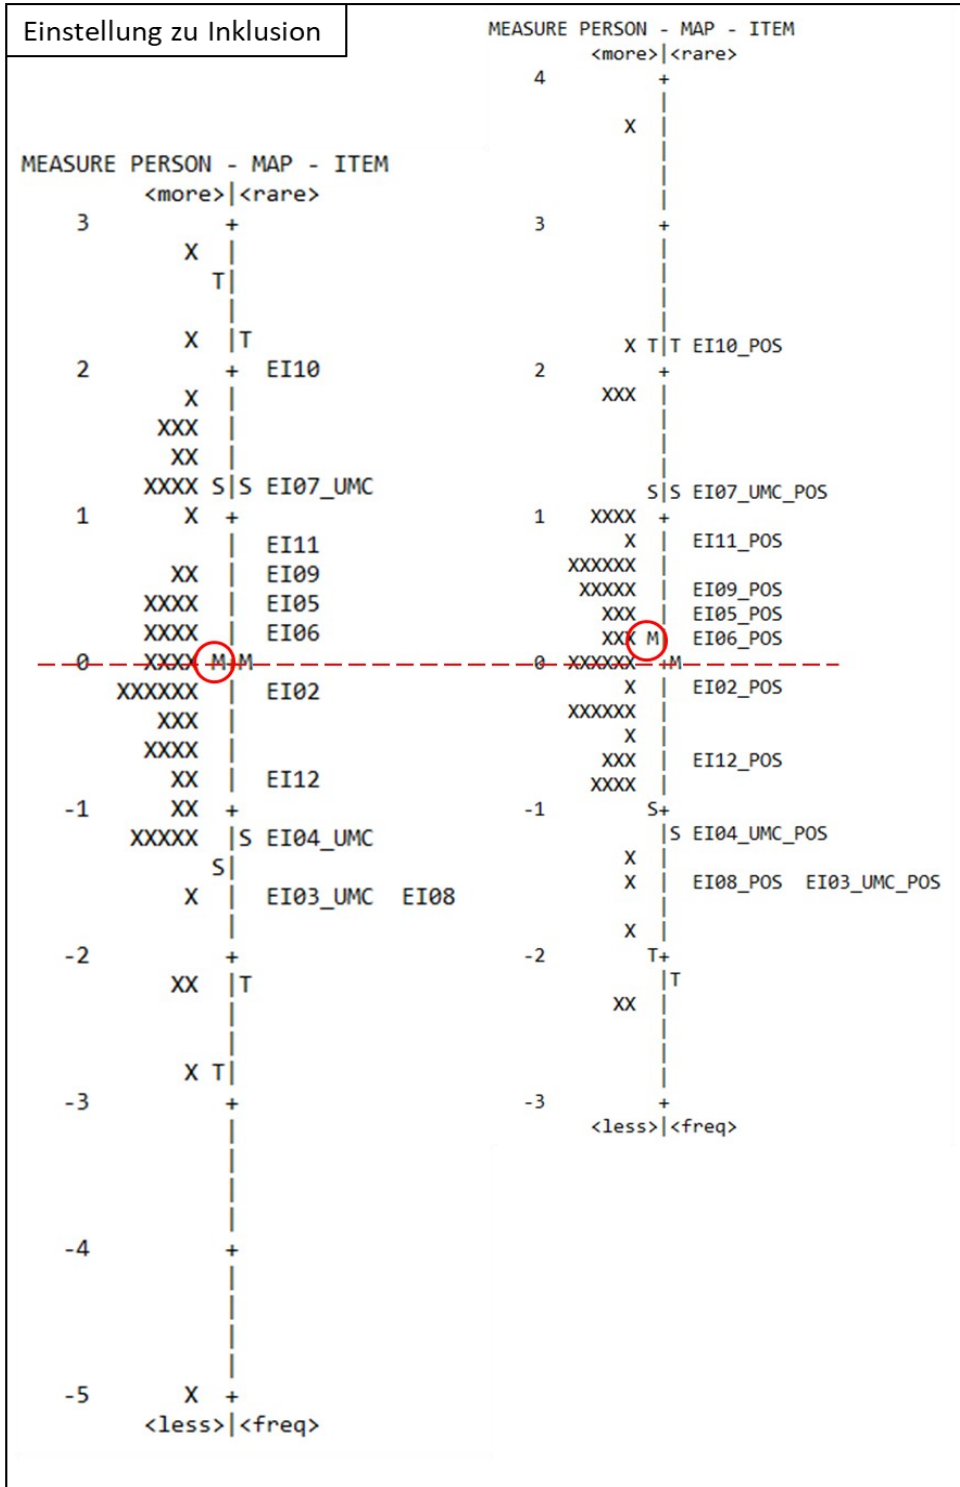 Einstellung zu Inklusion
MEASURE PERSON - MAP - ITEM
<more>|<rare>
3 +
X |
T|
|
X |T
2 + EI10
X |
XXX |
XX |
XXXX S|S EI07_UMC
1 X +
| EI11
XX | EI09
XXXX | EI05
XXXX | EI06
0 XXXX M+M
XXXXXX | EI02
XXX |
XXXX |
XX | EI12
-1 XX +
XXXXX |S EI04_UMC
S|
X | EI03_UMC EI08
|
-2 +
XX |T
|
|
X T|
-3 +
|
|
|
|
-4 +
|
|
|
|
-5 X +
<less>|<freq>
MEASURE PERSON - MAP - ITEM
<more>|<rare>
4 +
|
X |
|
|
|
3 +
|
|
|
|
X T|T EI10_POS
2 +
XXX |
|
|
|
S|S EI07_UMC_POS
1 XXXX +
X | EI11_POS
XXXXXX |
XXXXX | EI09_POS
XXX | EI05_POS
XXX M| EI06_POS
0 XXXXXX +M
X | EI02_POS
XXXXXX |
X |
XXX | EI12_POS
XXXX |
-1 S+
|S EI04_UMC_POS
X |
X | EI08_POS EI03_UMC_POS
|
X |
-2 T+
|T
XX |
|
|
|
-3 +
<less>|<freq>